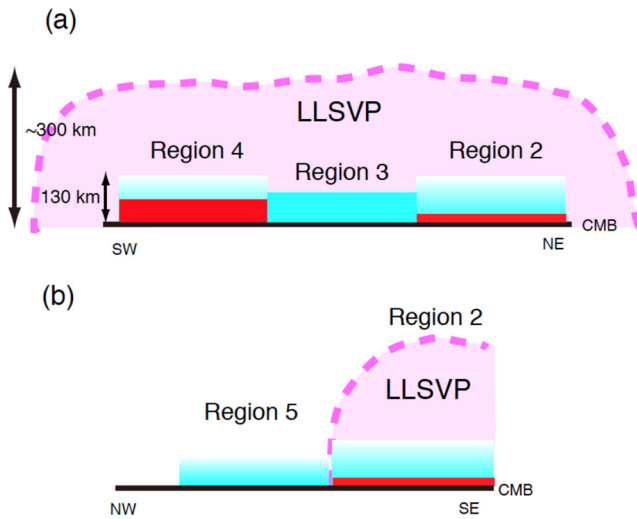 (a)
LLSVP
~300 km
Region 4
Region 3
Region 2
130 km
CMB
SW
NE
(b)
Region 2
LLSVP
Region 5
CMB
NW
SE